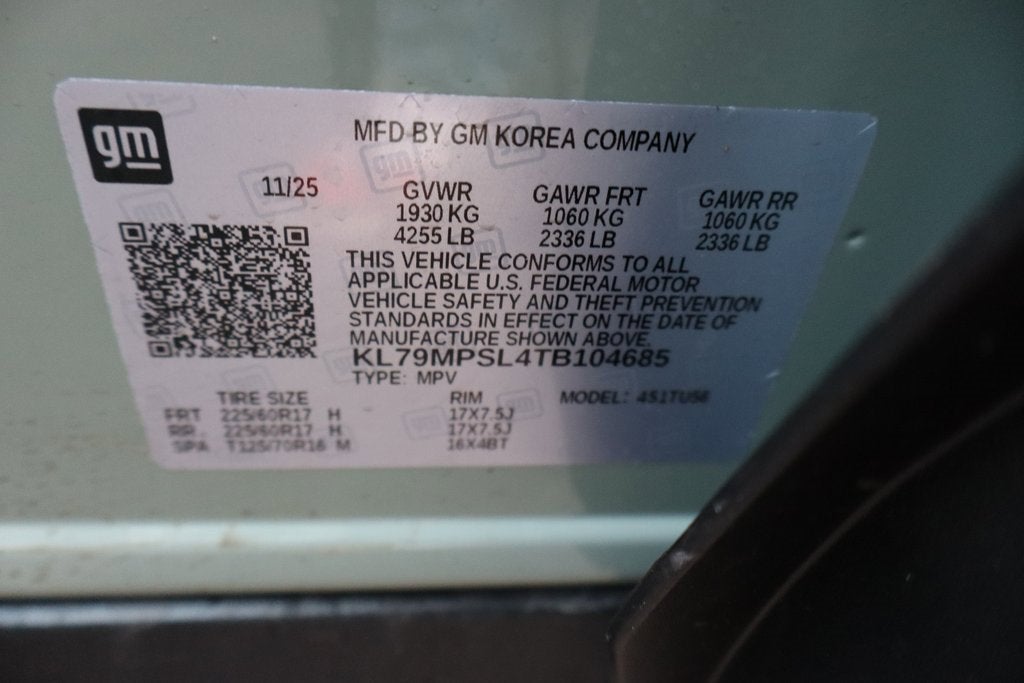 gm
MFD BY GM KOREA COMPANY
11/25
GVWR GAWR FRT GAWR RR
1930 KG 1060 KG 1060 KG
4255 LB 2336 LB 2336 LB
THIS VEHICLE CONFORMS TO ALL
APPLICABLE U.S. FEDERAL MOTOR
VEHICLE SAFETY AND THEFT PREVENTION
STANDARDS IN EFFECT ON THE DATE OF
MANUFACTURE SHOWN ABOVE.
KL79MPSL4TB104685
TYPE: MPV
TIRE SIZE RIM MODEL: 4S1TU56
FRT 225/60R17 H 17X7.5J
RR 225/60R17 H 17X7.5J
SPA T125/70R16 M 16X4BT